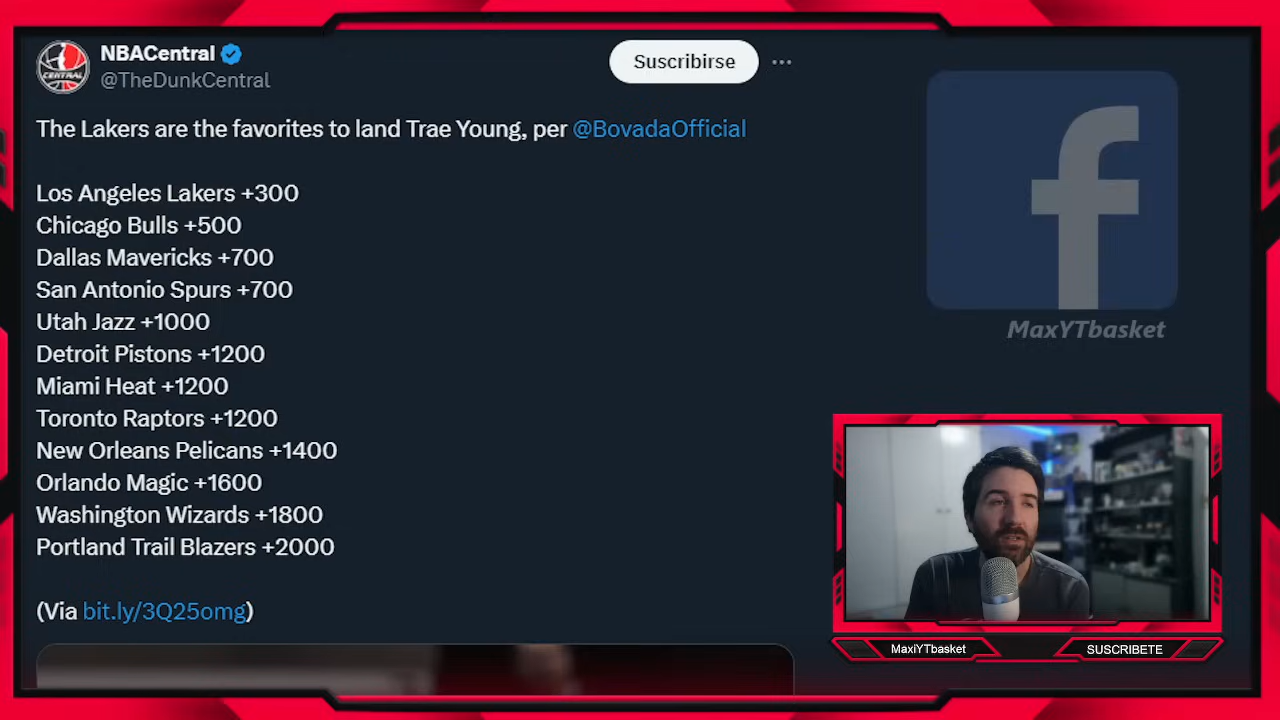 NBACentral
@TheDunkCentral
Suscribirse
The Lakers are the favorites to land Trae Young, per @BovadaOfficial
Los Angeles Lakers +300
Chicago Bulls +500
Dallas Mavericks +700
San Antonio Spurs +700
Utah Jazz +1000
Detroit Pistons +1200
Miami Heat +1200
Toronto Raptors +1200
New Orleans Pelicans +1400
Orlando Magic +1600
Washington Wizards +1800
Portland Trail Blazers +2000
(Via bit.ly/3Q25omg)
CENTRAL
f
MaxYTbasket
MaxiYTbasket
SUSCRIBETE